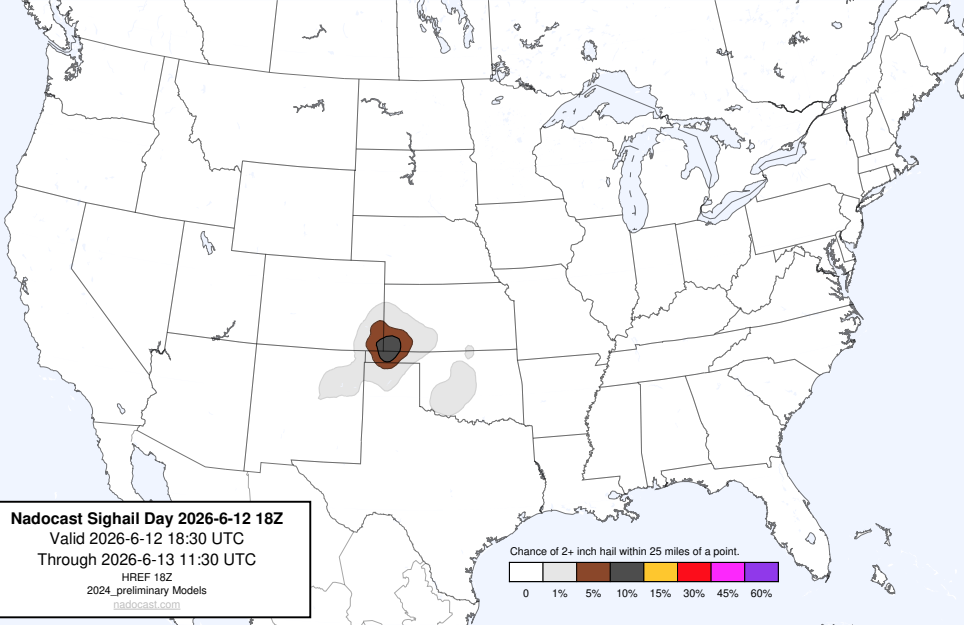 Nadocast Sighail Day 2026-6-12 18Z
Valid 2026-6-12 18:30 UTC
Through 2026-6-13 11:30 UTC
HREF 18Z
2024_preliminary Models
nadocast.com
Chance of 2+ inch hail within 25 miles of a point.
0 1% 5% 10% 15% 30% 45% 60%